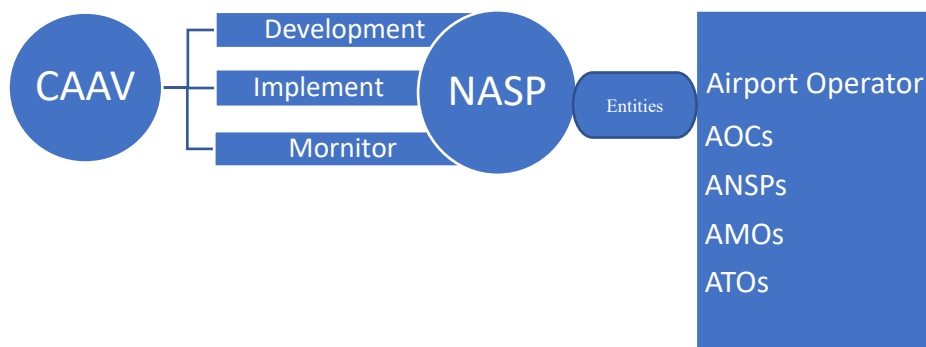 CAAV
Development
Implement
Mornitor
NASP
Entities
Airport Operator
AOCs
ANSPs
AMOs
ATOs